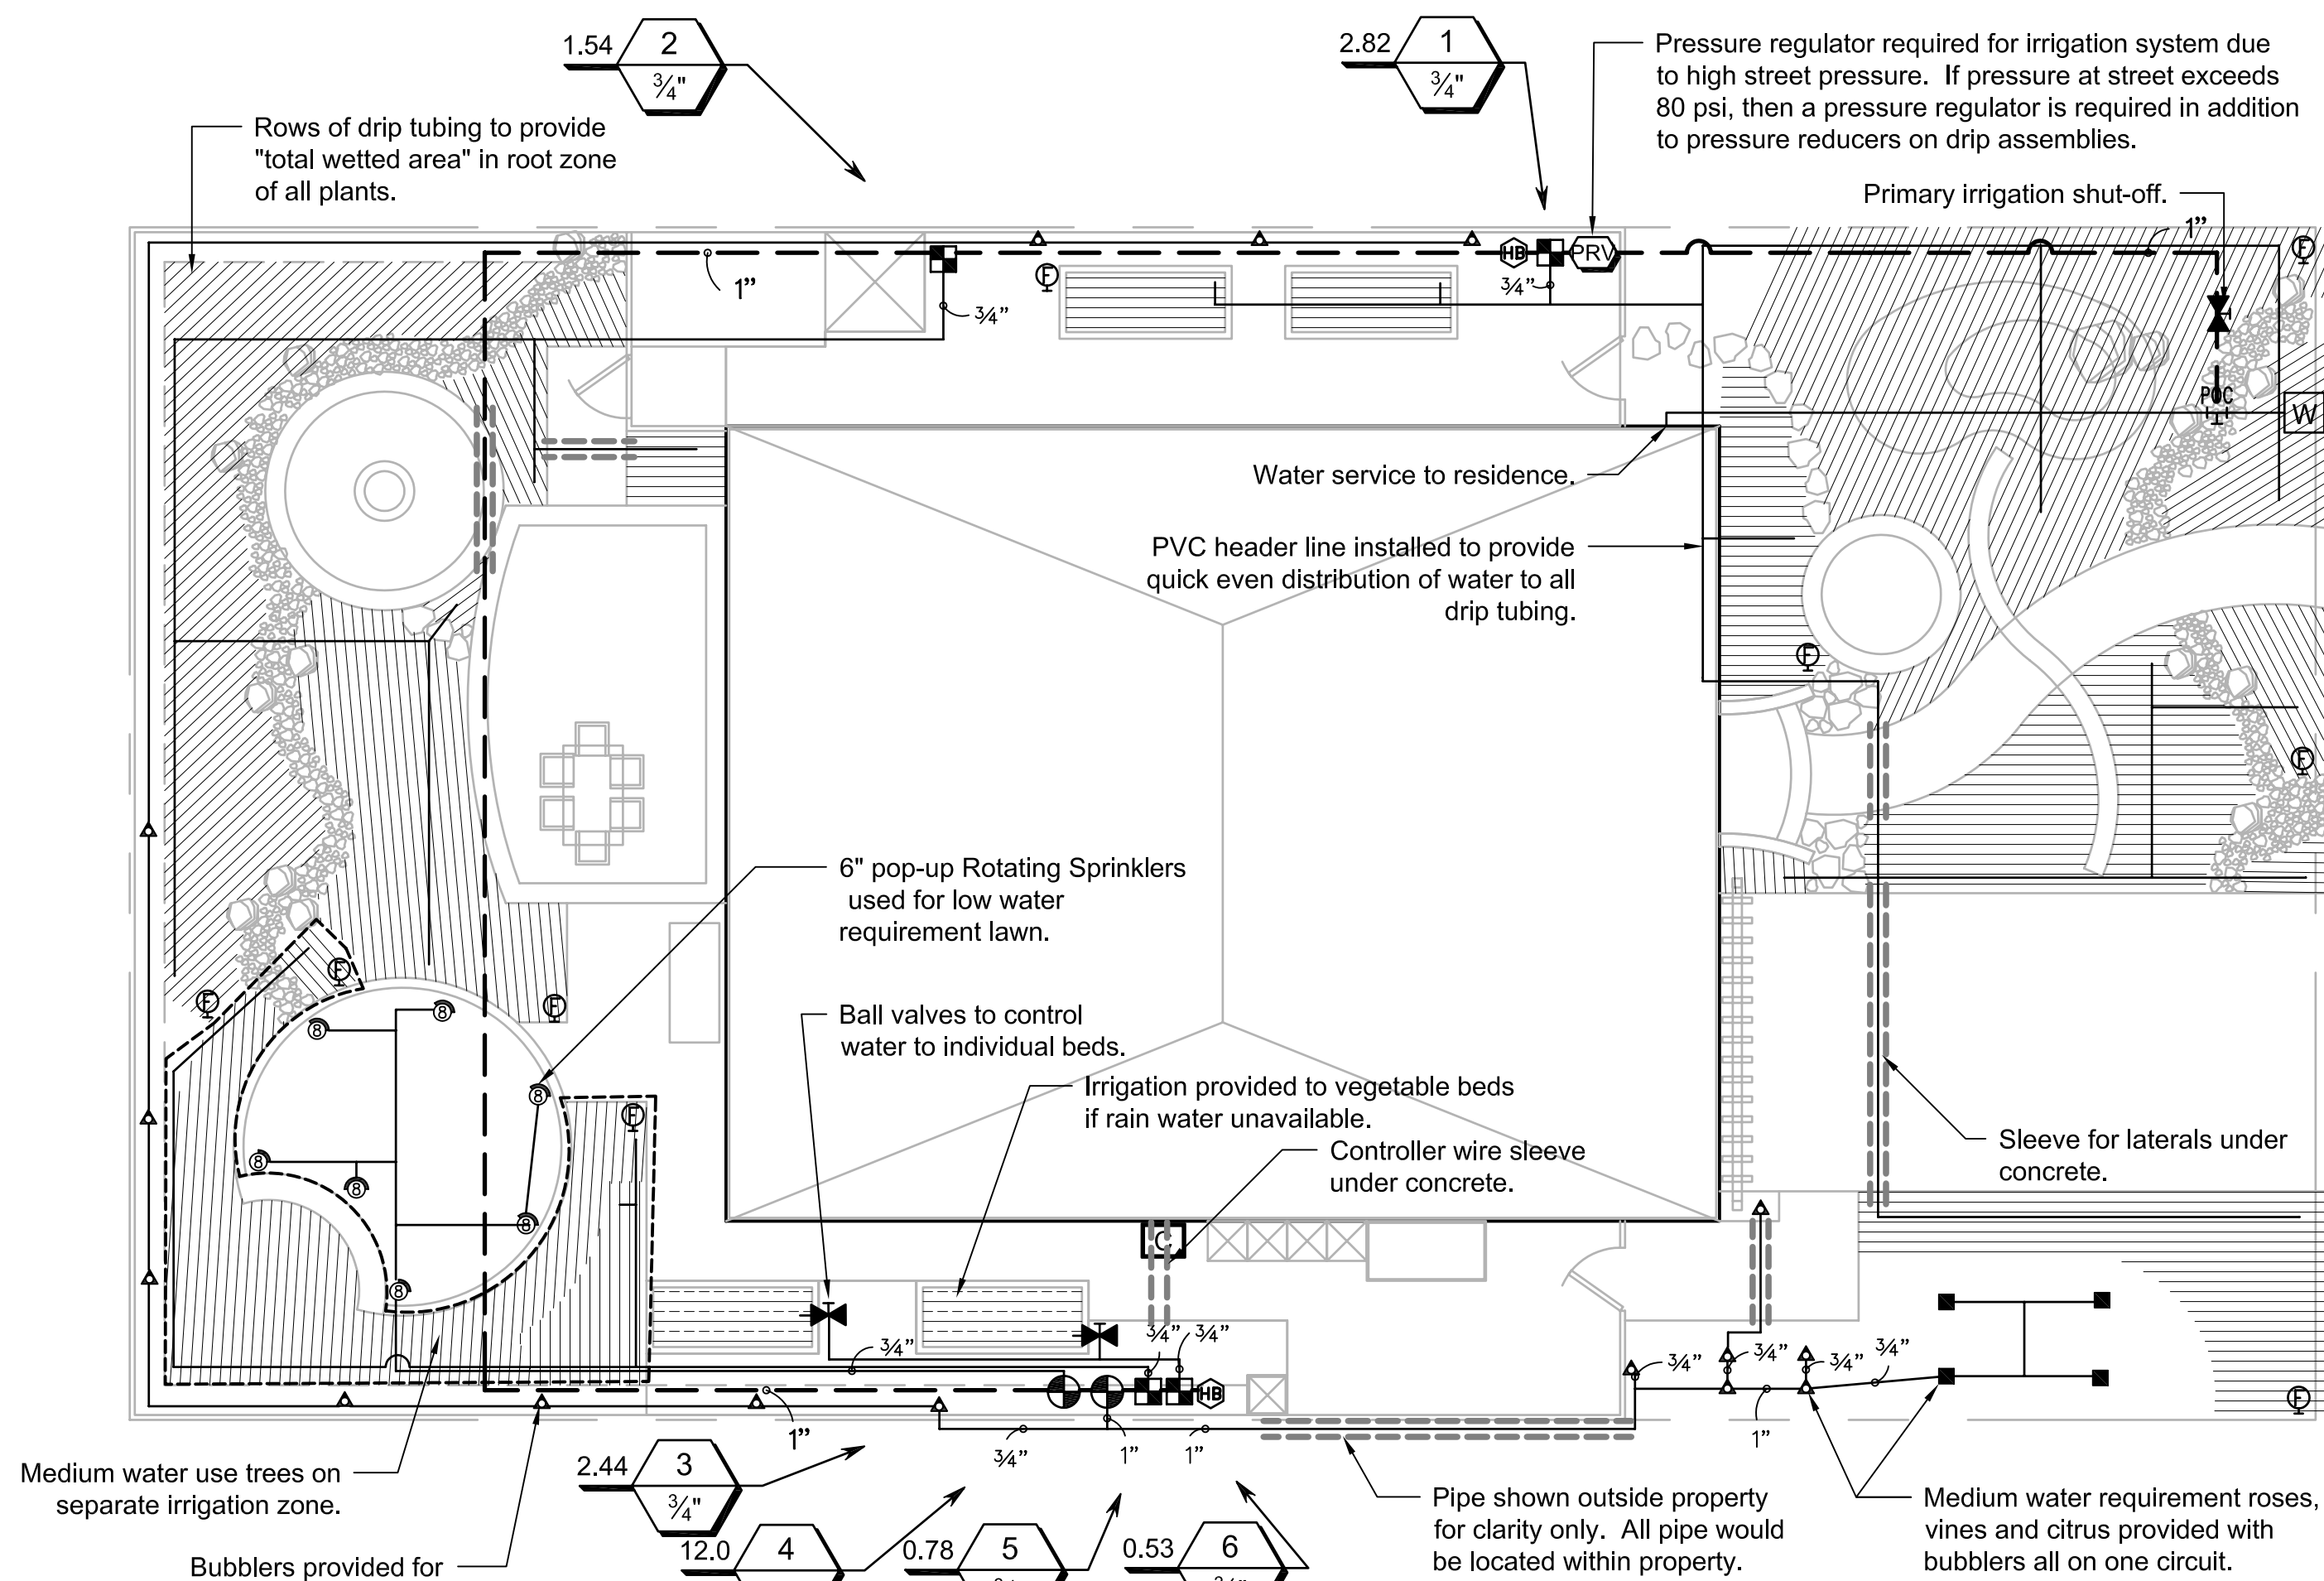 1.54
2
¾"
2.82
1
¾"
Pressure regulator required for irrigation system due
to high street pressure. If pressure at street exceeds
80 psi, then a pressure regulator is required in addition
to pressure reducers on drip assemblies.
Rows of drip tubing to provide
"total wetted area" in root zone
of all plants.
Primary irrigation shut-off.
1”
F
HB
PRV
F
1”
¾”
¾”
POC
W
Water service to residence.
PVC header line installed to provide
quick even distribution of water to all
drip tubing.
F
F
6" pop-up Rotating Sprinklers
used for low water
requirement lawn.
F
F
F
8
8
Ball valves to control
water to individual beds.
8
Irrigation provided to vegetable beds
if rain water unavailable.
F
Controller wire sleeve
under concrete.
Sleeve for laterals under
concrete.
8
8
8
C
8
¾”
¾”
¾”
¾”
¾”
¾”
¾”
HB
F
1”
¾”
1”
1”
1”
2.44
3
¾"
Medium water use trees on
separate irrigation zone.
Pipe shown outside property
for clarity only. All pipe would
be located within property.
Medium water requirement roses,
vines and citrus provided with
bubblers all on one circuit.
12.0
4
0.78
5
0.53
6
Bubblers provided for